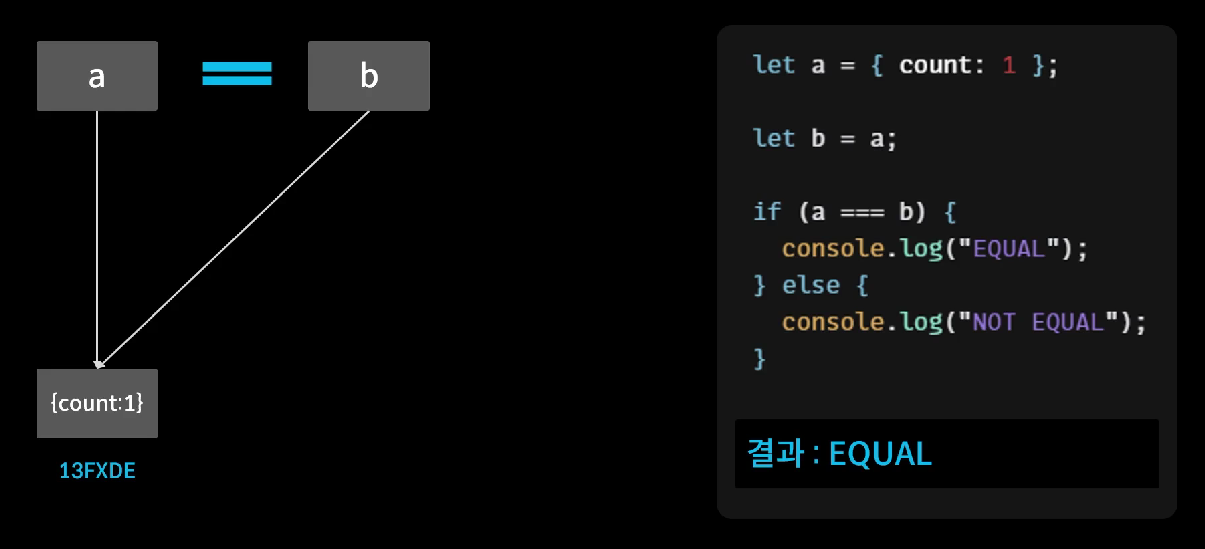 a
b
{count:1}
13FXDE
let a = { count: 1 };
let b = a;
if (a === b) {
  console.log("EQUAL");
} else {
  console.log("NOT EQUAL");
}
결과 : EQUAL